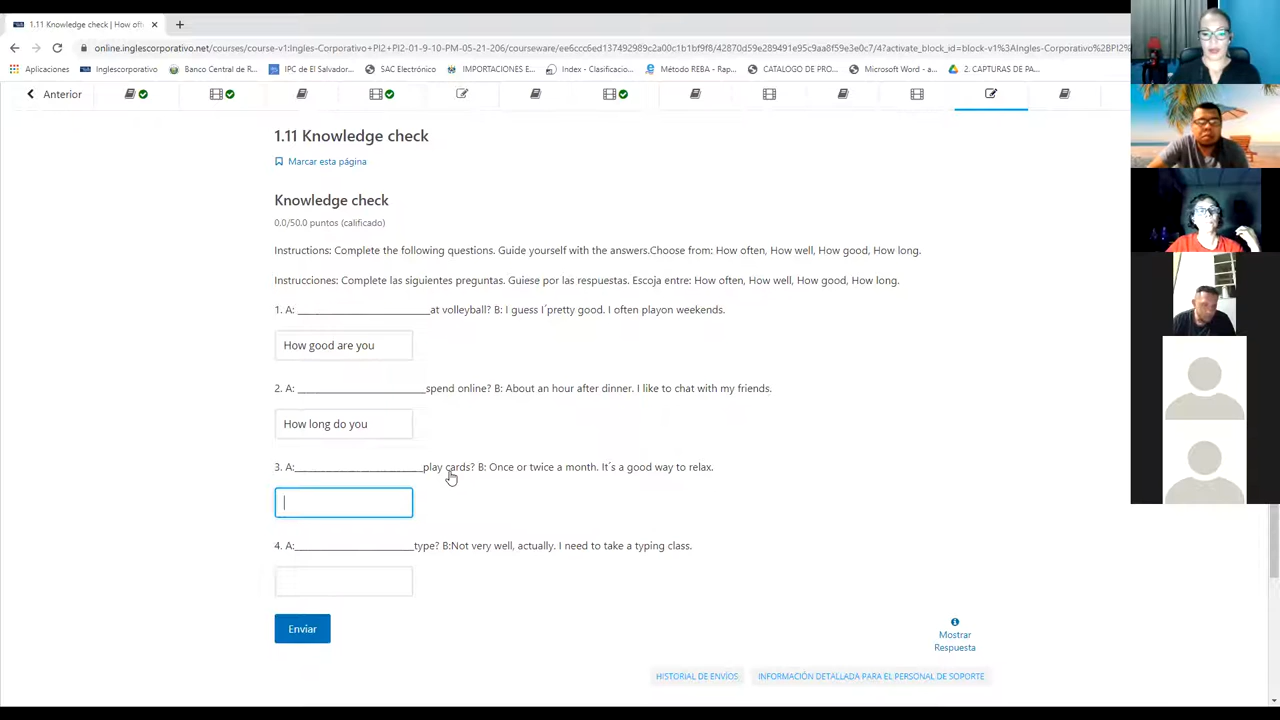 1.11 Knowledge check | How oft
online.inglescorporativo.net/courses/course-v1:Ingles-Corporativo+PI2+PI2-01-9-10-PM-05-21-206/courseware/ee6ccc6ed137492989c2a00c1b1bf9f8/42870d59e289491e95c9aa8f59e3e0c7/4?activate_block_id=block-v1%3AIngles-Corporativo%2BPI2%
Aplicaciones
Inglescorporativo
Banco Central de R...
IPC de El Salvador...
SAC Electrónico
IMPORTACIONES E...
Index - Clasificacio...
Método REBA - Rap...
CATALOGO DE PRO...
Microsoft Word - a...
2. CAPTURAS DE PA...
Anterior
1.11 Knowledge check
Marcar esta página
Knowledge check
0.0/50.0 puntos (calificado)
Instructions: Complete the following questions. Guide yourself with the answers.Choose from: How often, How well, How good, How long.
Instrucciones: Complete las siguientes preguntas. Guiese por las respuestas. Escoja entre: How often, How well, How good, How long.
1. A: __________________________at volleyball? B: I guess I´pretty good. I often playon weekends.
How good are you
2. A: _________________________spend online? B: About an hour after dinner. I like to chat with my friends.
How long do you
3. A:_________________________play cards? B: Once or twice a month. It´s a good way to relax.
4. A:_______________________type? B:Not very well, actually. I need to take a typing class.
Enviar
Mostrar
Respuesta
HISTORIAL DE ENVÍOS
INFORMACIÓN DETALLADA PARA EL PERSONAL DE SOPORTE